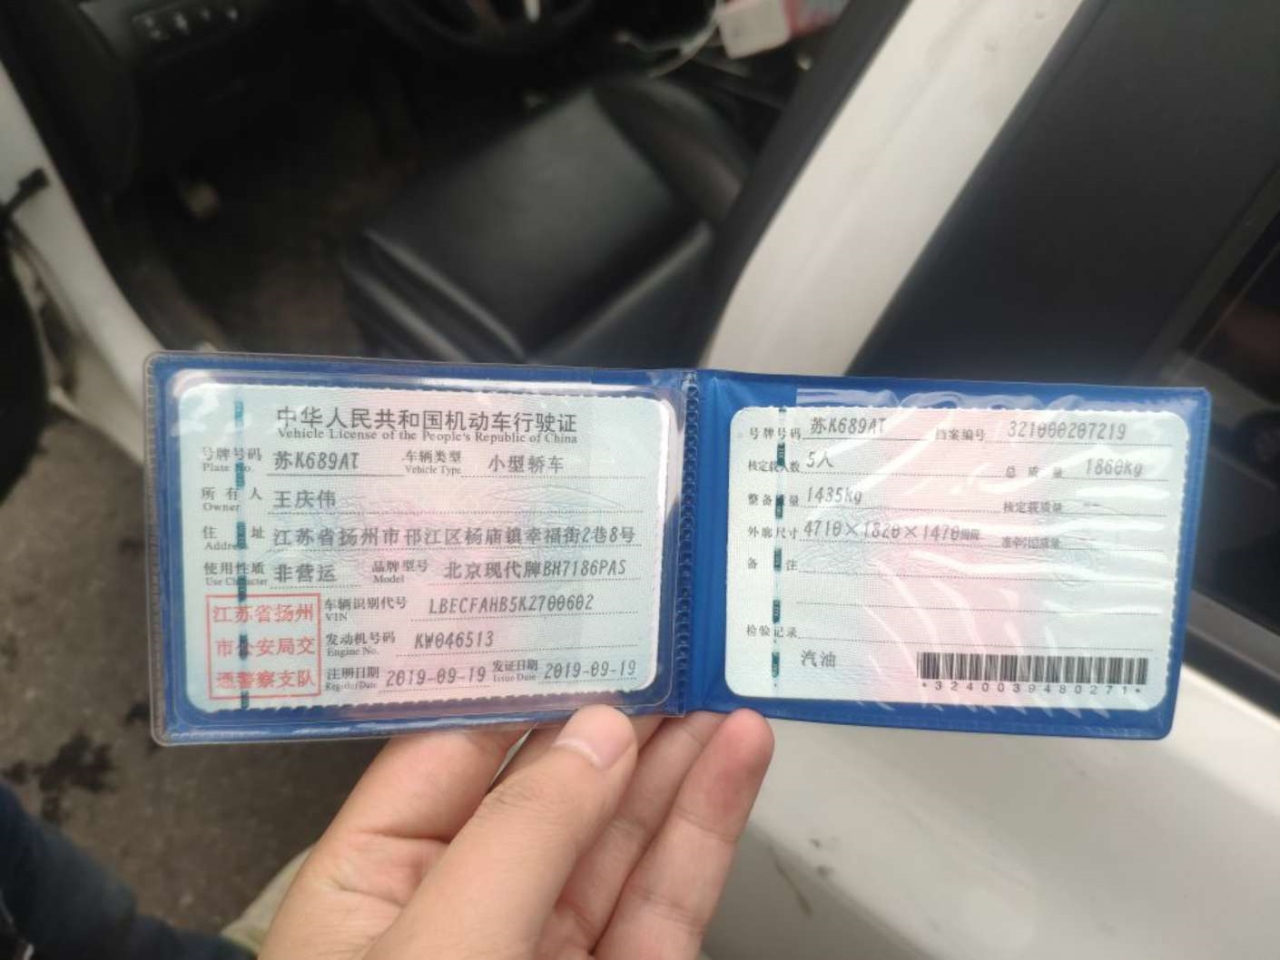 中华人民共和国机动车行驶证
Vehicle License of the People's Republic of China
号牌号码 苏K689AT 车辆类型 小型轿车
Plate No. Vehicle Type
所有人 王庆伟
Owner
住址 江苏省扬州市邗江区杨庙镇幸福街2巷8号
Address
使用性质 非营运 品牌型号 北京现代牌BH7186PAS
Use Character Model
车辆识别代号 LBECFAHB5KZ700602
VIN
发动机号码 KW046513
Engine No.
注册日期 2019-09-19 发证日期 2019-09-19
Register Date Issue Date
江苏省扬州
市公安局交
通警察支队
号牌号码 苏K689AT 档案编号 321000207219
核定载人数 5人 总质量 1860kg
整备质量 1435kg 核定载质量 --
外廓尺寸 4710×1820×1470mm 准牵引总质量 --
备注
检验记录
汽油
*3240039480271*